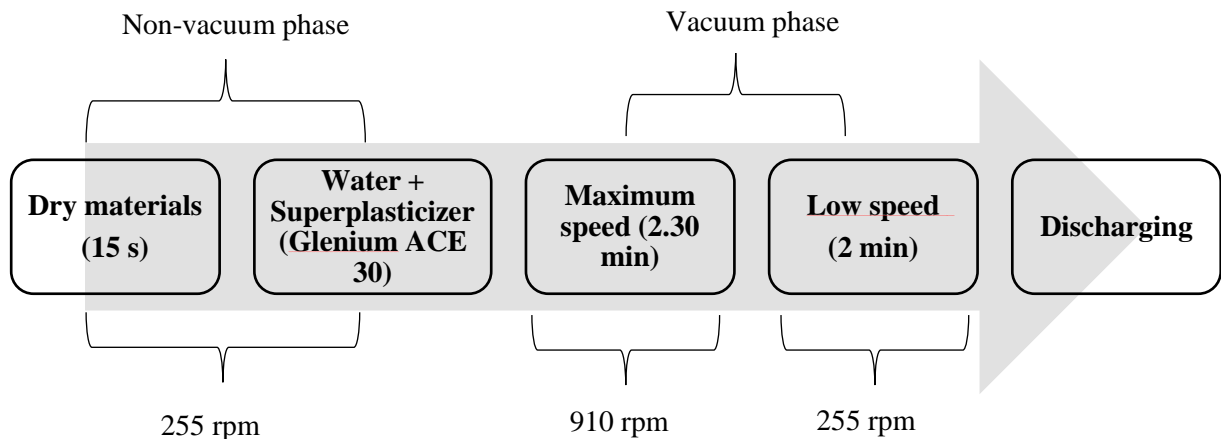 Non-vacuum phase
Vacuum phase
Dry materials
(15 s)
Water +
Superplasticizer
(Glenium ACE
30)
Maximum
speed (2.30
min)
Low speed
(2 min)
Discharging
255 rpm
910 rpm
255 rpm